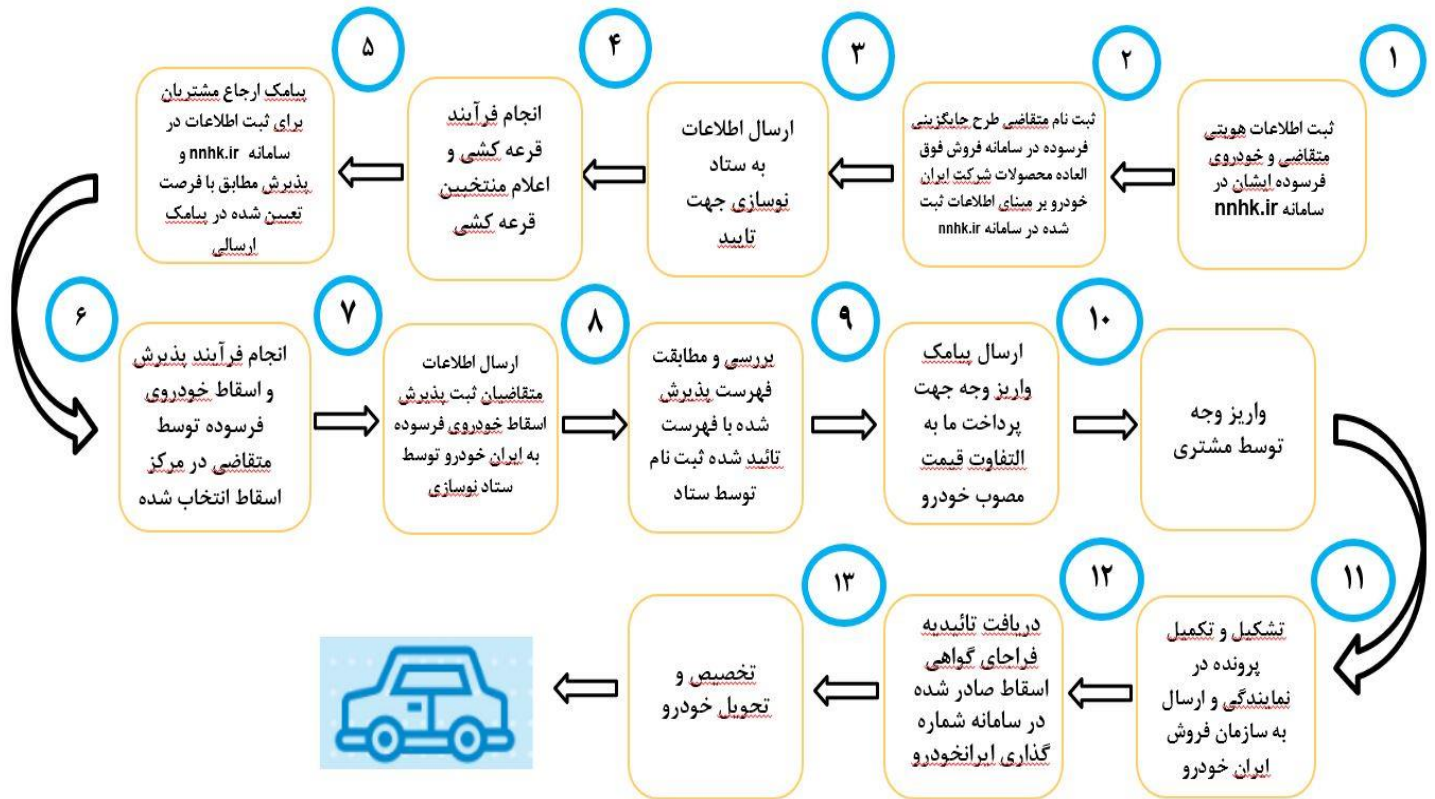 ۱
ثبت اطلاعات هویتی
متقاضی و خودروی
فرسوده ایشان در
سامانه nnhk.ir
۲
ثبت نام متقاضی طرح جایگزینی
فرسوده در سامانه فروش فوق
العاده محصولات شرکت ایران
خودرو بر مبنای اطلاعات ثبت
شده در سامانه nnhk.ir
۳
ارسال اطلاعات
به ستاد
نوسازی جهت
تایید
۴
انجام فرآیند
قرعه کشی و
اعلام منتخبین
قرعه کشی
۵
پیامک ارجاع مشتریان
برای ثبت اطلاعات در
سامانه nnhk.ir و
پذیرش مطابق با فرصت
تعیین شده در پیامک
ارسالی
۶
انجام فرآیند پذیرش
و اسقاط خودروی
فرسوده توسط
متقاضی در مرکز
اسقاط انتخاب شده
۷
ارسال اطلاعات
متقاضیان ثبت پذیرش
اسقاط خودروی فرسوده
به ایران خودرو توسط
ستاد نوسازی
۸
بررسی و مطابقت
فهرست پذیرش
شده با فهرست
تائید شده ثبت نام
توسط ستاد
۹
ارسال پیامک
واریز وجه جهت
پرداخت ما به
التفاوت قیمت
مصوب خودرو
۱۰
واریز وجه
توسط مشتری
۱۱
تشکیل و تکمیل
پرونده در
نمایندگی و ارسال
به سازمان فروش
ایران خودرو
۱۲
دریافت تائیدیه
فراجای گواهی
اسقاط صادر شده
در سامانه شماره
گذاری ایرانخودرو
۱۳
تخصیص و
تحویل خودرو